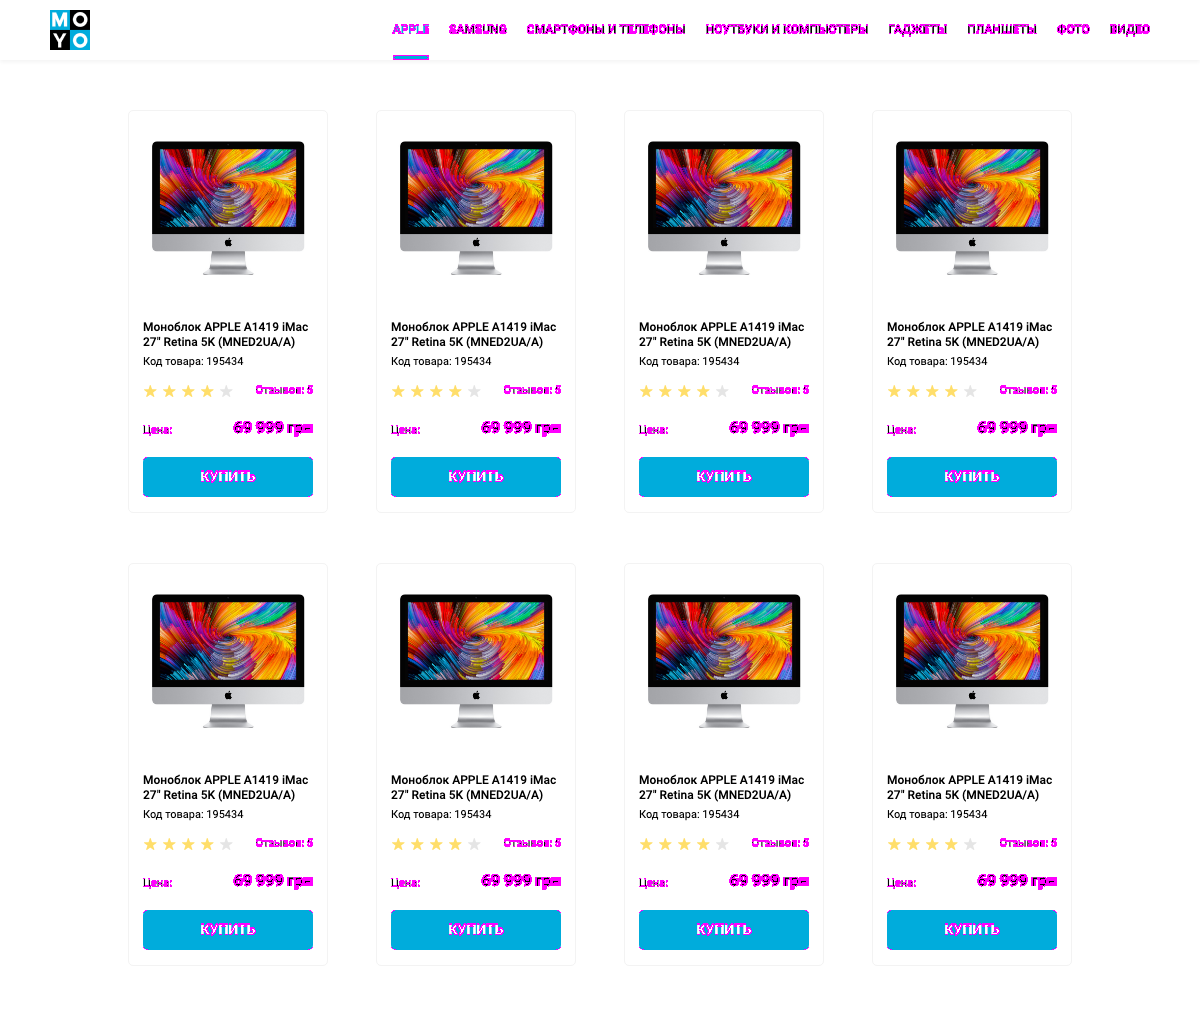 MO
YO
APPLE SAMSUNG СМАРТФОНЫ И ТЕЛЕФОНЫ НОУТБУКИ И КОМПЬЮТЕРЫ ГАДЖЕТЫ ПЛАНШЕТЫ ФОТО ВИДЕО
Моноблок APPLE A1419 iMac Моноблок APPLE A1419 iMac Моноблок APPLE A1419 iMac Моноблок APPLE A1419 iMac
27" Retina 5K (MNED2UA/A) 27" Retina 5K (MNED2UA/A) 27" Retina 5K (MNED2UA/A) 27" Retina 5K (MNED2UA/A)
Код товара: 195434 Код товара: 195434 Код товара: 195434 Код товара: 195434
Отзывов: 5 Отзывов: 5 Отзывов: 5 Отзывов: 5
Цена: 69 999 грн Цена: 69 999 грн Цена: 69 999 грн Цена: 69 999 грн
КУПИТЬ КУПИТЬ КУПИТЬ КУПИТЬ
Моноблок APPLE A1419 iMac Моноблок APPLE A1419 iMac Моноблок APPLE A1419 iMac Моноблок APPLE A1419 iMac
27" Retina 5K (MNED2UA/A) 27" Retina 5K (MNED2UA/A) 27" Retina 5K (MNED2UA/A) 27" Retina 5K (MNED2UA/A)
Код товара: 195434 Код товара: 195434 Код товара: 195434 Код товара: 195434
Отзывов: 5 Отзывов: 5 Отзывов: 5 Отзывов: 5
Цена: 69 999 грн Цена: 69 999 грн Цена: 69 999 грн Цена: 69 999 грн
КУПИТЬ КУПИТЬ КУПИТЬ КУПИТЬ